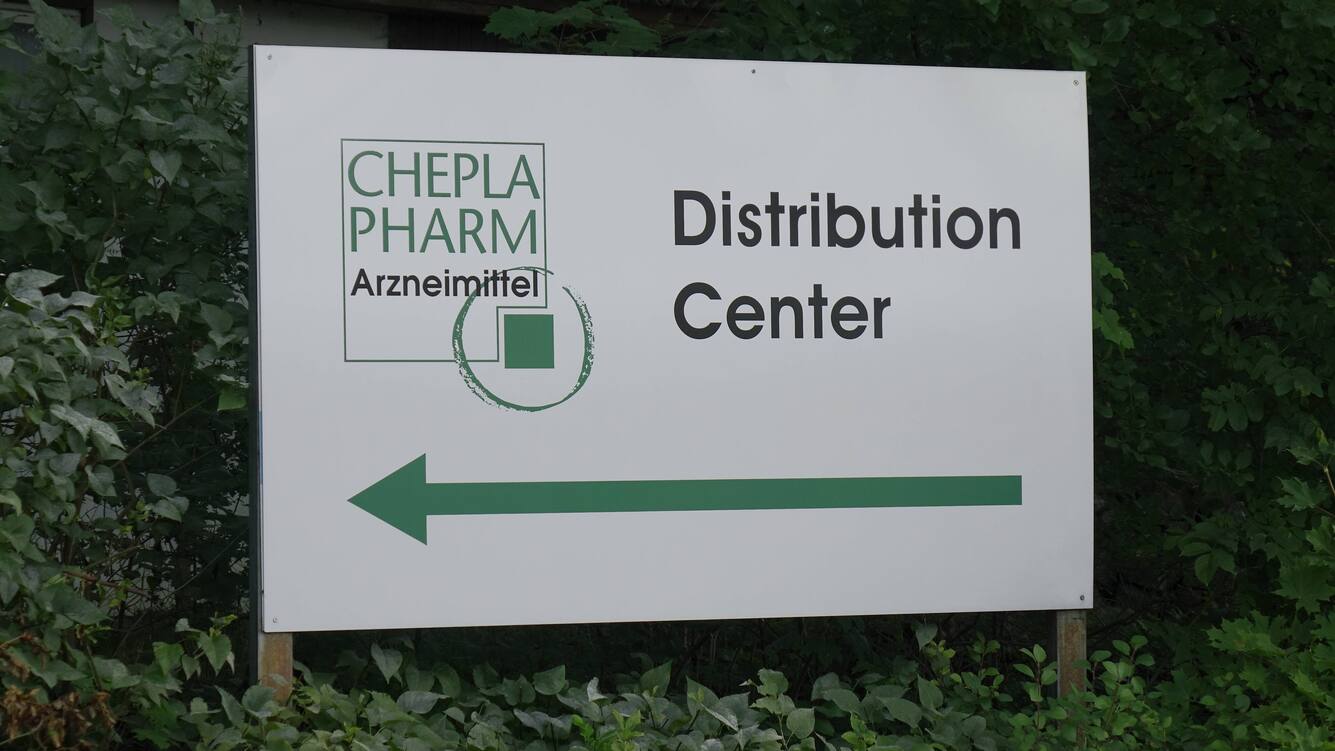 CHEPLA
PHARM
Arzneimittel
Distribution
Center